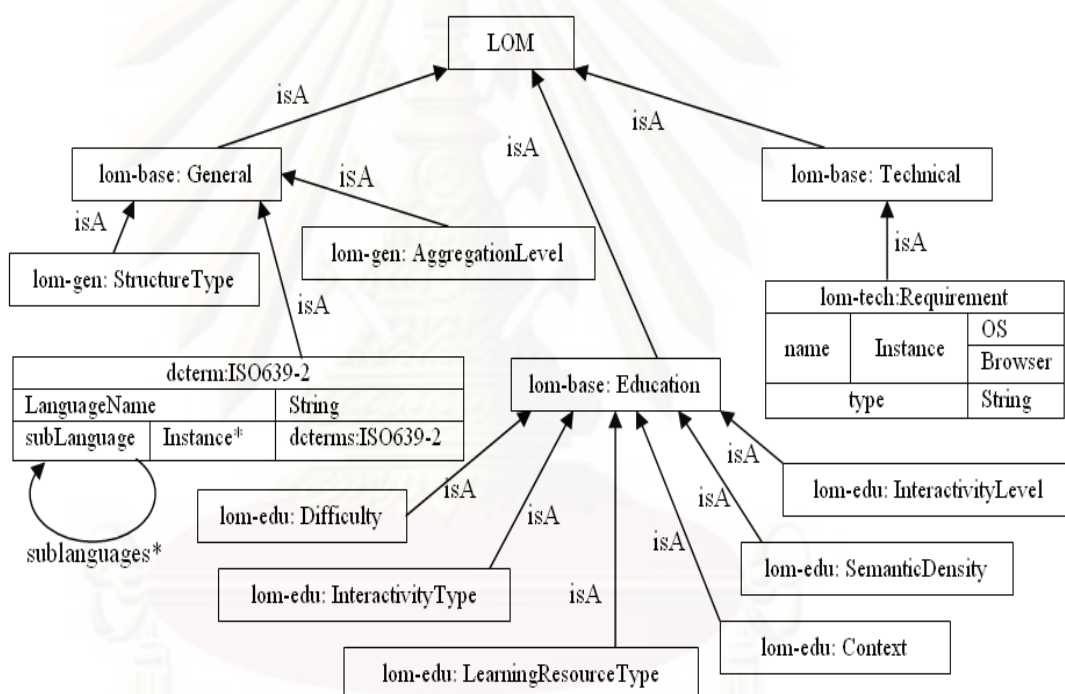 LOM
isA
isA
isA
lom-base: General
lom-base: Technical
isA
isA
isA
lom-gen: StructureType
lom-gen: AggregationLevel
isA
lom-tech:Requirement
name
Instance
OS
Browser
type
String
dcterm:ISO639-2
LanguageName
String
subLanguage
Instance*
dcterms:ISO639-2
sublanguages*
lom-base: Education
isA
isA
isA
isA
isA
isA
lom-edu: Difficulty
lom-edu: InteractivityLevel
lom-edu: InteractivityType
lom-edu: SemanticDensity
lom-edu: Context
lom-edu: LearningResourceType